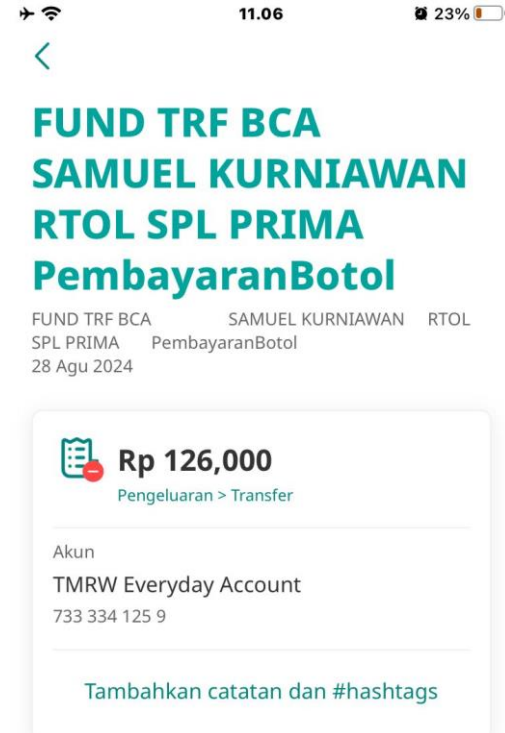 11.06
23%
FUND TRF BCA
SAMUEL KURNIAWAN
RTOL SPL PRIMA
PembayaranBotol
FUND TRF BCA SAMUEL KURNIAWAN RTOL
SPL PRIMA PembayaranBotol
28 Agu 2024
Rp 126,000
Pengeluaran > Transfer
Akun
TMRW Everyday Account
733 334 125 9
Tambahkan catatan dan #hashtags